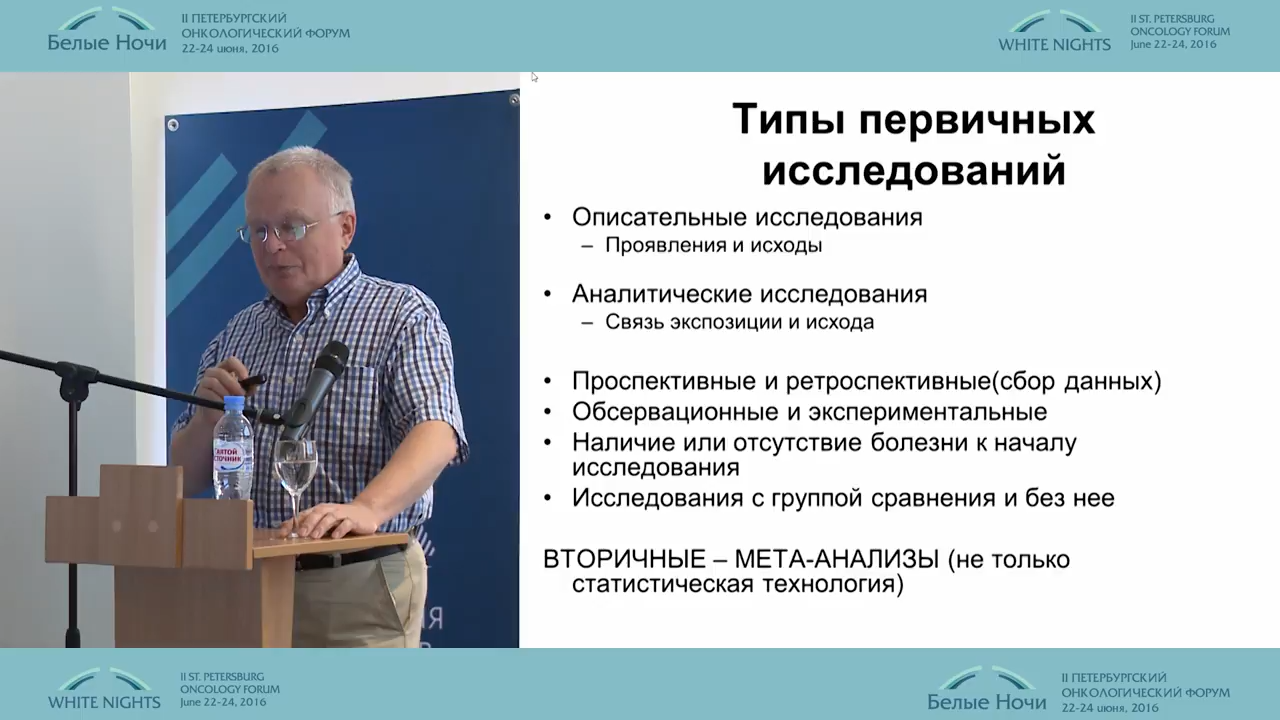 Белые Ночи
II ПЕТЕРБУРГСКИЙ
ОНКОЛОГИЧЕСКИЙ ФОРУМ
22-24 июня, 2016
WHITE NIGHTS
II ST. PETERSBURG
ONCOLOGY FORUM
June 22-24, 2016
Типы первичных
исследований
• Описательные исследования
– Проявления и исходы
• Аналитические исследования
– Связь экспозиции и исхода
• Проспективные и ретроспективные(сбор данных)
• Обсервационные и экспериментальные
• Наличие или отсутствие болезни к началу
исследования
• Исследования с группой сравнения и без нее
ВТОРИЧНЫЕ – МЕТА-АНАЛИЗЫ (не только
статистическая технология)
WHITE NIGHTS
II ST. PETERSBURG
ONCOLOGY FORUM
June 22-24, 2016
Белые Ночи
II ПЕТЕРБУРГСКИЙ
ОНКОЛОГИЧЕСКИЙ ФОРУМ
22-24 июня, 2016